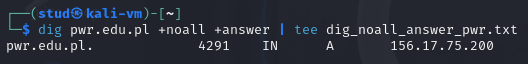 ┌──(stud㉿kali-vm)-[~]
└─$ dig pwr.edu.pl +noall +answer | tee dig_noall_answer_pwr.txt
pwr.edu.pl.		4291	IN	A	156.17.75.200